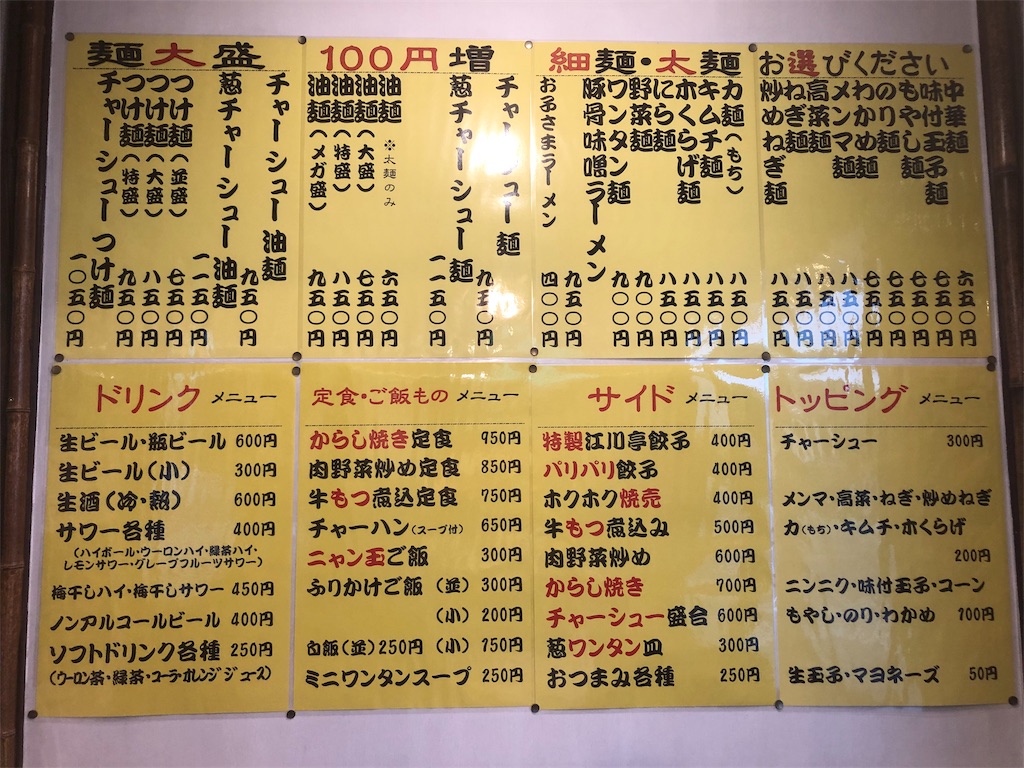 麺大盛 100円増 細麺・太麺 お選びください
中華麺 六五〇円
味付玉子麺 七五〇円
もやし麺 七五〇円
のり麺 七五〇円
わかめ麺 七五〇円
メンマ麺 八五〇円
高菜麺 八五〇円
ねぎ麺 八五〇円
炒めねぎ麺 八五〇円
力麺(もち) 八五〇円
キムチ麺 八五〇円
木くらげ麺 八五〇円
にら麺 八五〇円
野菜麺 九〇〇円
ワンタン麺 九〇〇円
豚骨味噌ラーメン 九五〇円
お子さまラーメン 四〇〇円
チャーシュー麺 九五〇円
葱チャーシュー麺 一一五〇円
※太麺のみ
油麺 六五〇円
油麺(大盛) 七五〇円
油麺(特盛) 八五〇円
油麺(メガ盛) 九五〇円
チャーシュー油麺 九五〇円
葱チャーシュー油麺 一一五〇円
つけ麺(並盛) 七五〇円
つけ麺(大盛) 八五〇円
つけ麺(特盛) 九五〇円
チャーシューつけ麺 一〇五〇円
ドリンク メニュー
生ビール・瓶ビール 600円
生ビール(小) 300円
生酒(冷・熱) 600円
サワー各種 400円
(ハイボール・ウーロンハイ・緑茶ハイ・
レモンサワー・グレープフルーツサワー)
梅干しハイ・梅干しサワー 450円
ノンアルコールビール 400円
ソフトドリンク各種 250円
(ウーロン茶・緑茶・コーラ・オレンジジュース)
定食・ご飯もの メニュー
からし焼き定食 950円
肉野菜炒め定食 850円
牛もつ煮込定食 750円
チャーハン(スープ付) 650円
ニャン玉ご飯 300円
ふりかけご飯 (並) 300円
(小) 200円
白飯(並)250円 (小) 150円
ミニワンタンスープ 250円
サイド メニュー
特製江川亭餃子 400円
パリパリ餃子 400円
ホクホク焼売 400円
牛もつ煮込み 500円
肉野菜炒め 600円
からし焼き 700円
チャーシュー盛合 600円
葱ワンタン皿 300円
おつまみ各種 250円
トッピング メニュー
チャーシュー 300円
メンマ・高菜・ねぎ・炒めねぎ
力(もち)・キムチ・木くらげ
200円
ニンニク・味付玉子・コーン
もやし・のり・わかめ 100円
生玉子・マヨネーズ 50円